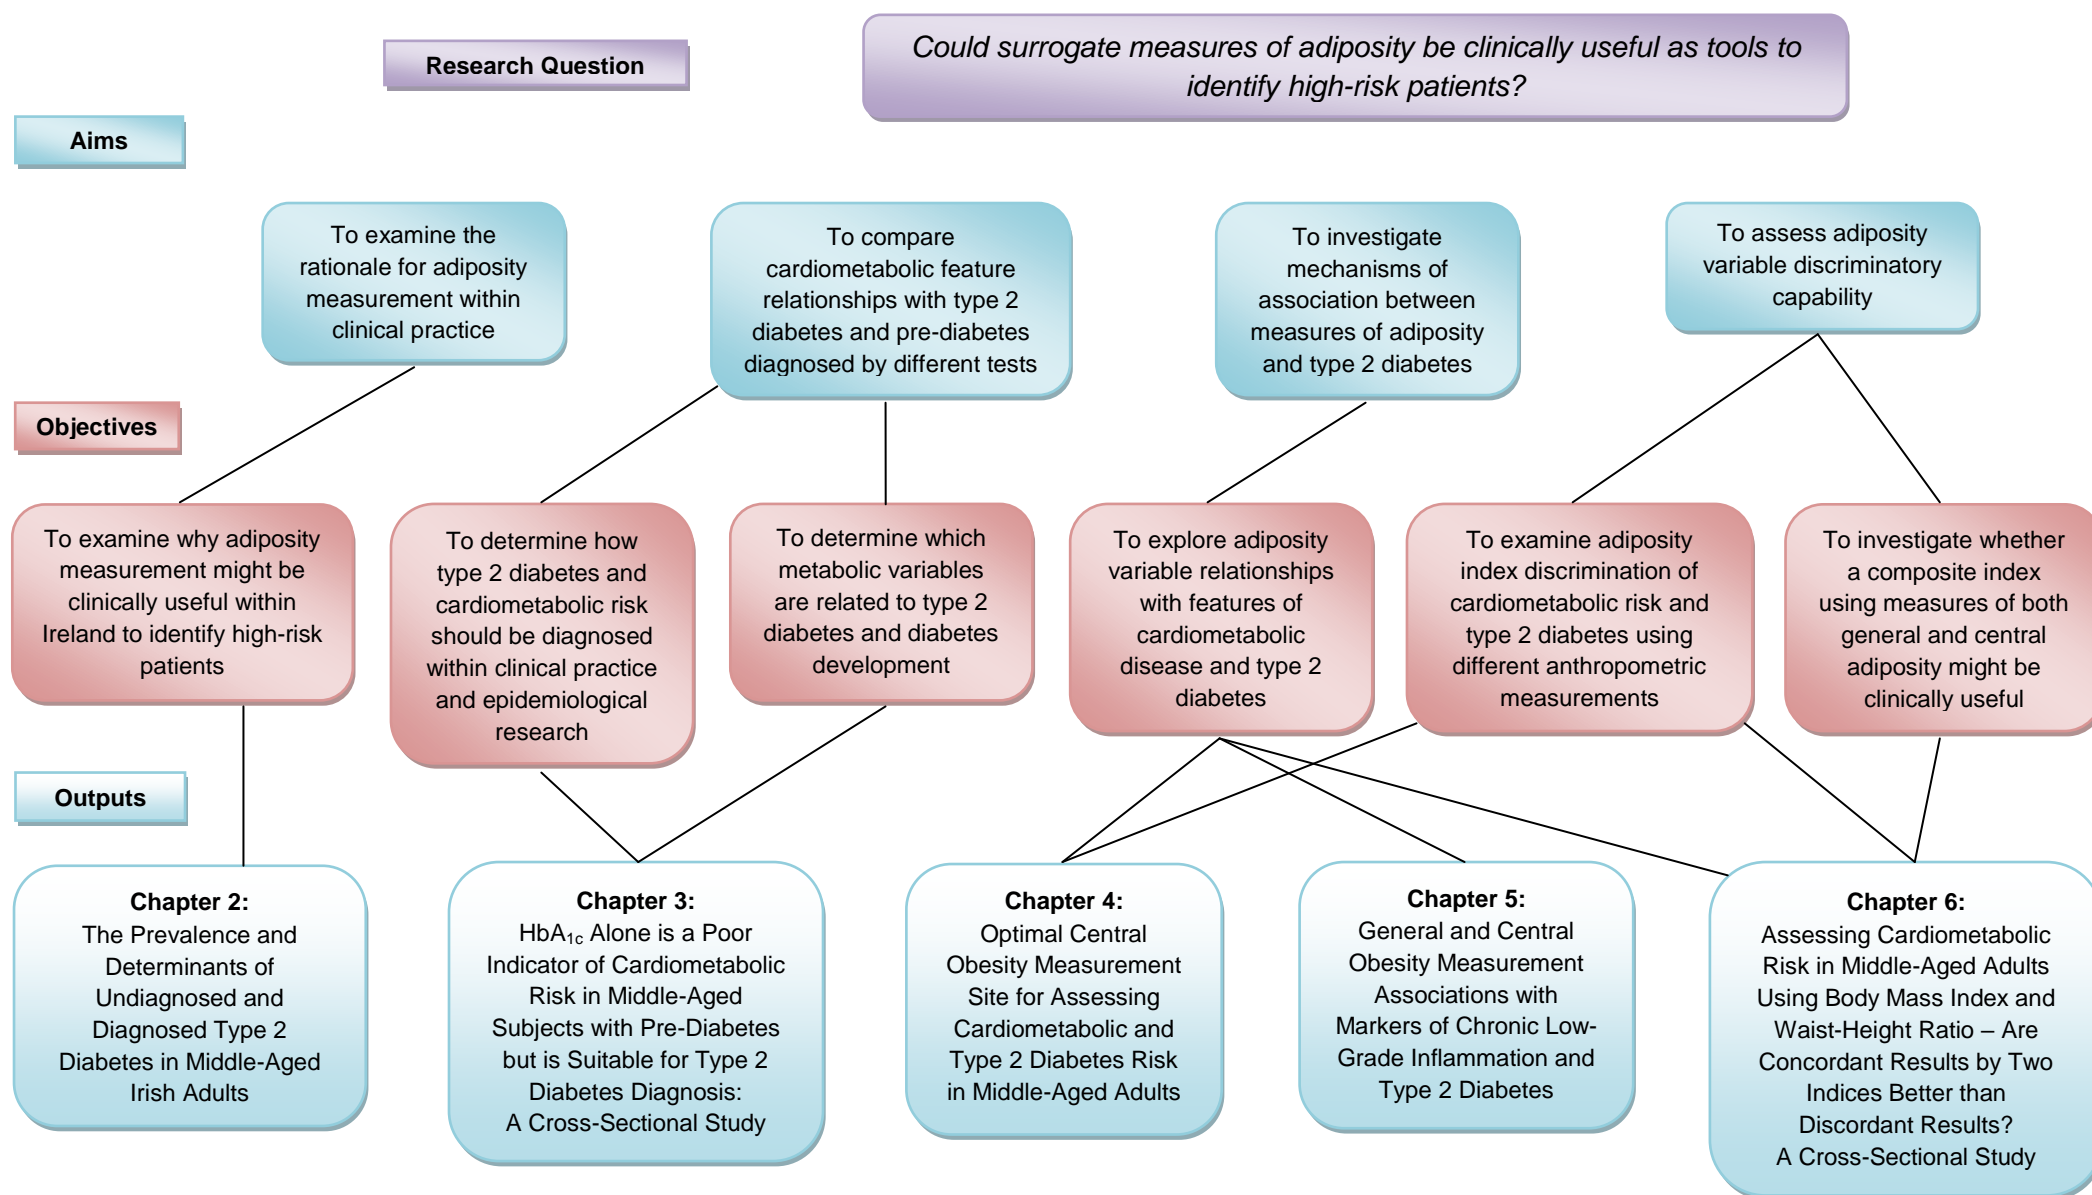 Research Question
Could surrogate measures of adiposity be clinically useful as tools to
identify high-risk patients?
Aims
To examine the
rationale for adiposity
measurement within
clinical practice
To compare
cardiometabolic feature
relationships with type 2
diabetes and pre-diabetes
diagnosed by different tests
To investigate
mechanisms of
association between
measures of adiposity
and type 2 diabetes
To assess adiposity
variable discriminatory
capability
Objectives
To examine why adiposity
measurement might be
clinically useful within
Ireland to identify high-risk
patients
To determine how
type 2 diabetes and
cardiometabolic risk
should be diagnosed
within clinical practice
and epidemiological
research
To determine which
metabolic variables
are related to type 2
diabetes and diabetes
development
To explore adiposity
variable relationships
with features of
cardiometabolic
disease and type 2
diabetes
To examine adiposity
index discrimination of
cardiometabolic risk and
type 2 diabetes using
different anthropometric
measurements
To investigate whether
a composite index
using measures of both
general and central
adiposity might be
clinically useful
Outputs
Chapter 2:
The Prevalence and
Determinants of
Undiagnosed and
Diagnosed Type 2
Diabetes in Middle-Aged
Irish Adults
Chapter 3:
HbA1c Alone is a Poor
Indicator of Cardiometabolic
Risk in Middle-Aged
Subjects with Pre-Diabetes
but is Suitable for Type 2
Diabetes Diagnosis:
A Cross-Sectional Study
Chapter 4:
Optimal Central
Obesity Measurement
Site for Assessing
Cardiometabolic and
Type 2 Diabetes Risk
in Middle-Aged Adults
Chapter 5:
General and Central
Obesity Measurement
Associations with
Markers of Chronic Low-
Grade Inflammation and
Type 2 Diabetes
Chapter 6:
Assessing Cardiometabolic
Risk in Middle-Aged Adults
Using Body Mass Index and
Waist-Height Ratio – Are
Concordant Results by Two
Indices Better than
Discordant Results?
A Cross-Sectional Study